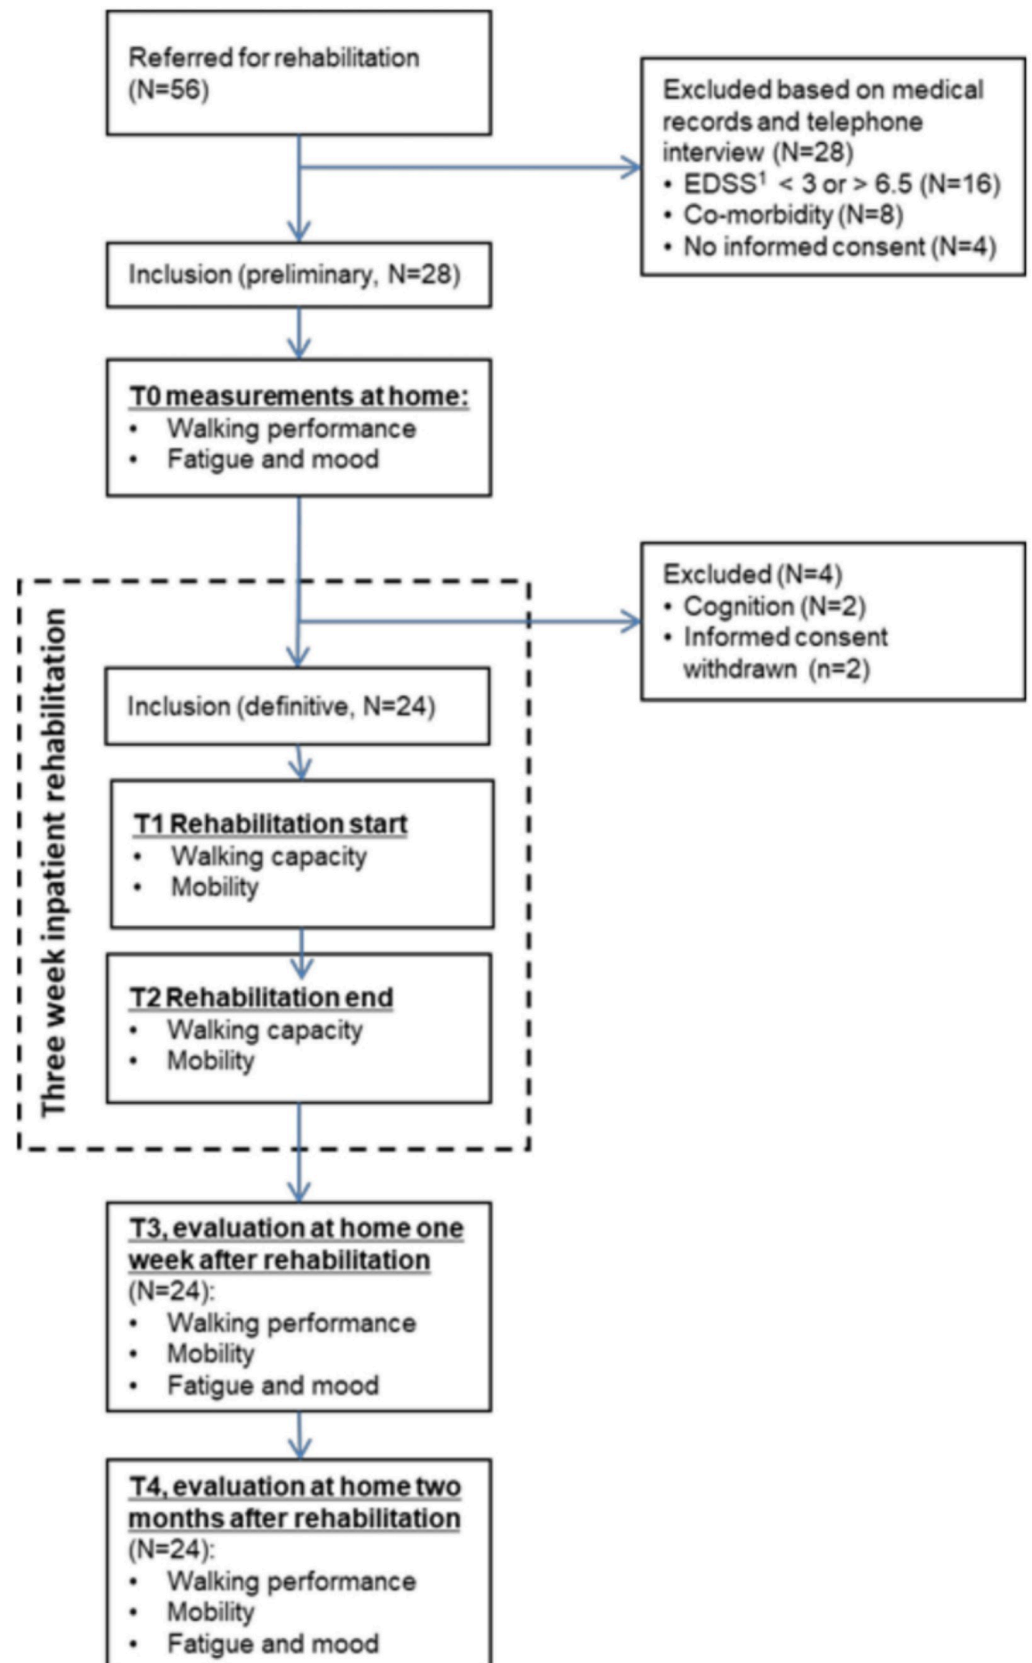 Referred for rehabilitation
(N=56)
Excluded based on medical
records and telephone
interview (N=28)
• EDSS¹ < 3 or > 6.5 (N=16)
• Co-morbidity (N=8)
• No informed consent (N=4)
Inclusion (preliminary, N=28)
T0 measurements at home:
• Walking performance
• Fatigue and mood
Excluded (N=4)
• Cognition (N=2)
• Informed consent
withdrawn (n=2)
Three week inpatient rehabilitation
Inclusion (definitive, N=24)
T1 Rehabilitation start
• Walking capacity
• Mobility
T2 Rehabilitation end
• Walking capacity
• Mobility
T3, evaluation at home one
week after rehabilitation
(N=24):
• Walking performance
• Mobility
• Fatigue and mood
T4, evaluation at home two
months after rehabilitation
(N=24):
• Walking performance
• Mobility
• Fatigue and mood